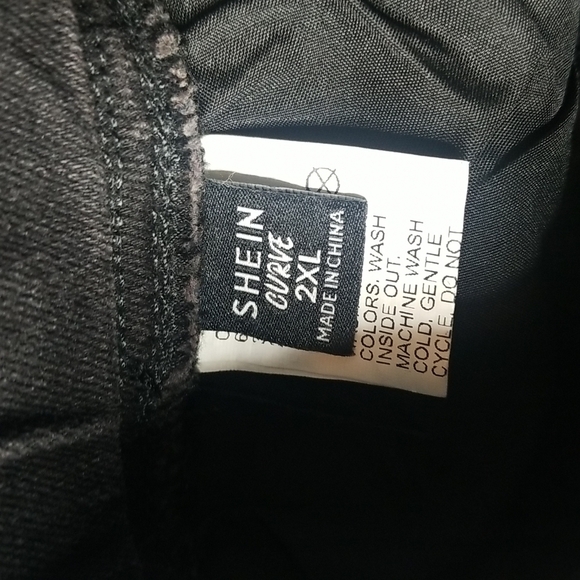 SHEIN
CURVE
2XL
MADE IN CHINA
COLORS. WASH
INSIDE OUT.
MACHINE WASH
COLD, GENTLE
CYCLE, DO NOT